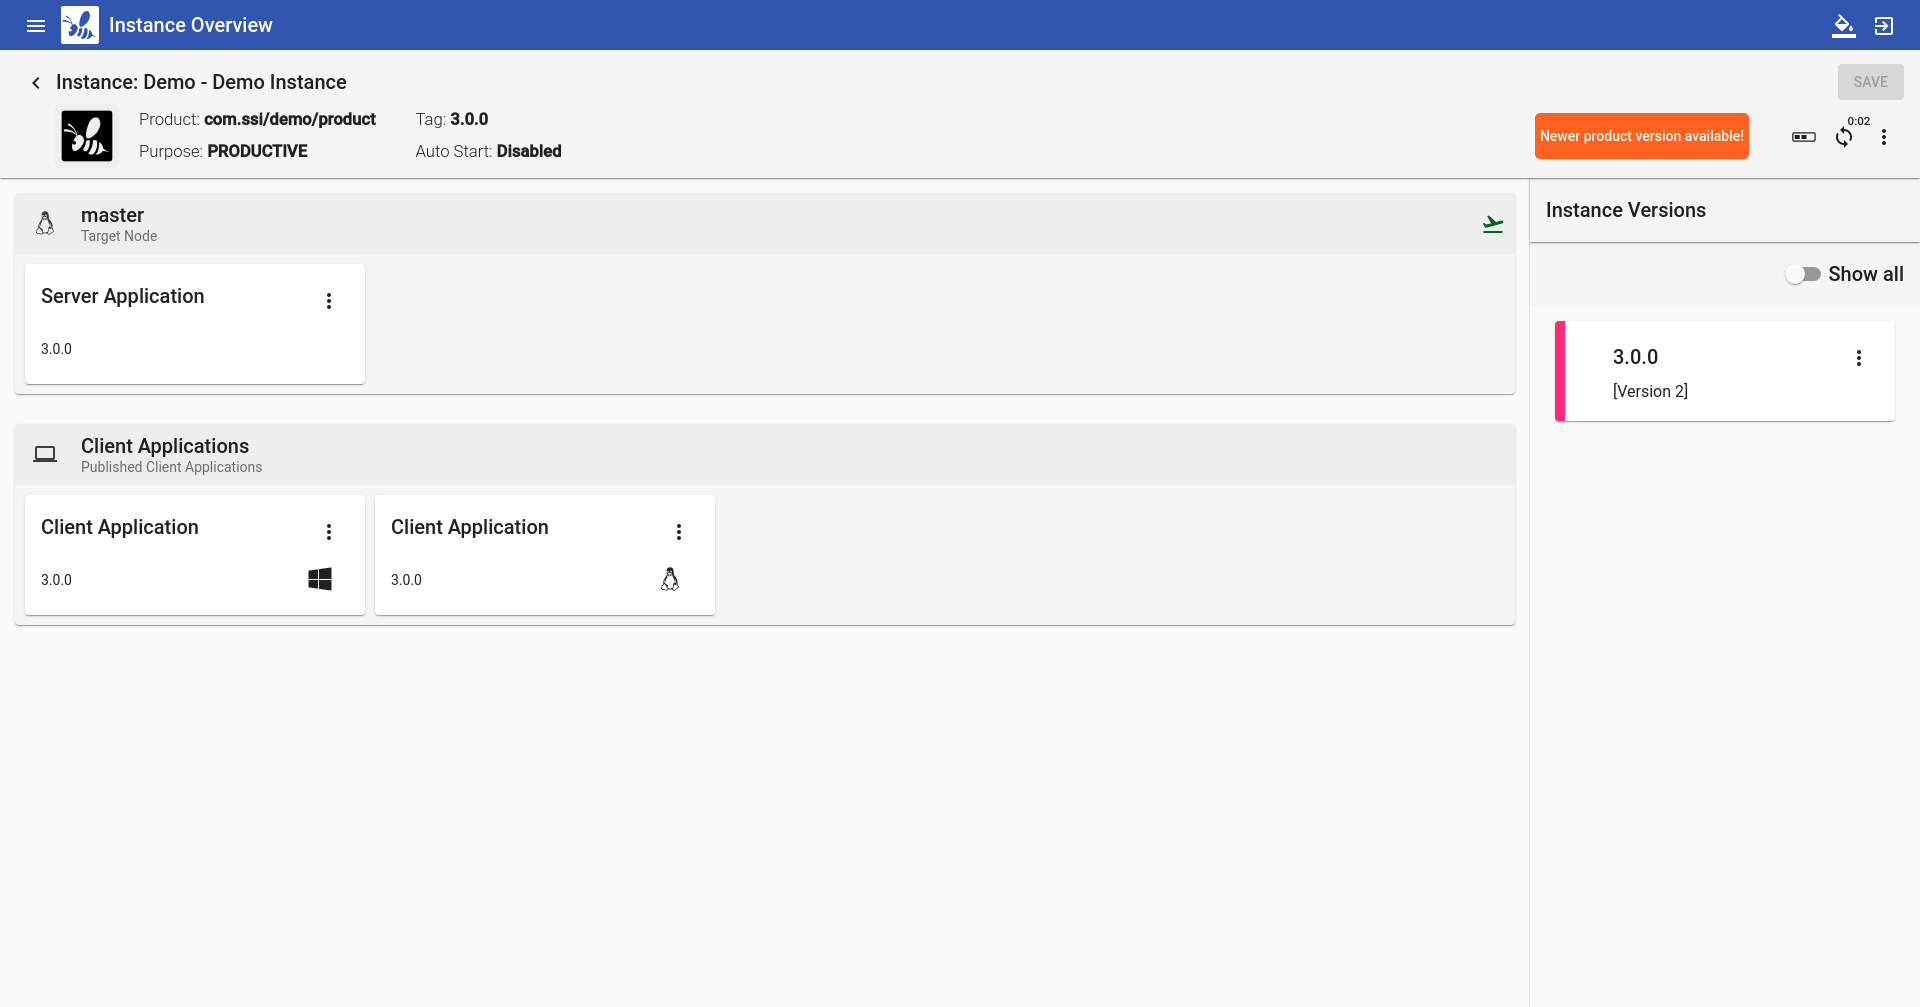 Instance Overview
Instance: Demo - Demo Instance
SAVE
Product: com.ssi/demo/product
Tag: 3.0.0
Purpose: PRODUCTIVE
Auto Start: Disabled
Newer product version available!
0:02
master
Target Node
Server Application
3.0.0
Client Applications
Published Client Applications
Client Application
3.0.0
Client Application
3.0.0
Instance Versions
Show all
3.0.0
[Version 2]